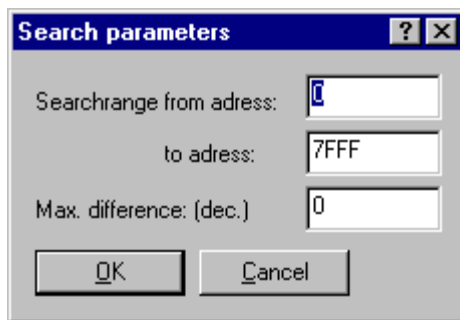 Search parameters
Searchrange from adress: 0
to adress: 7FFF
Max. difference: (dec.) 0
OK Cancel